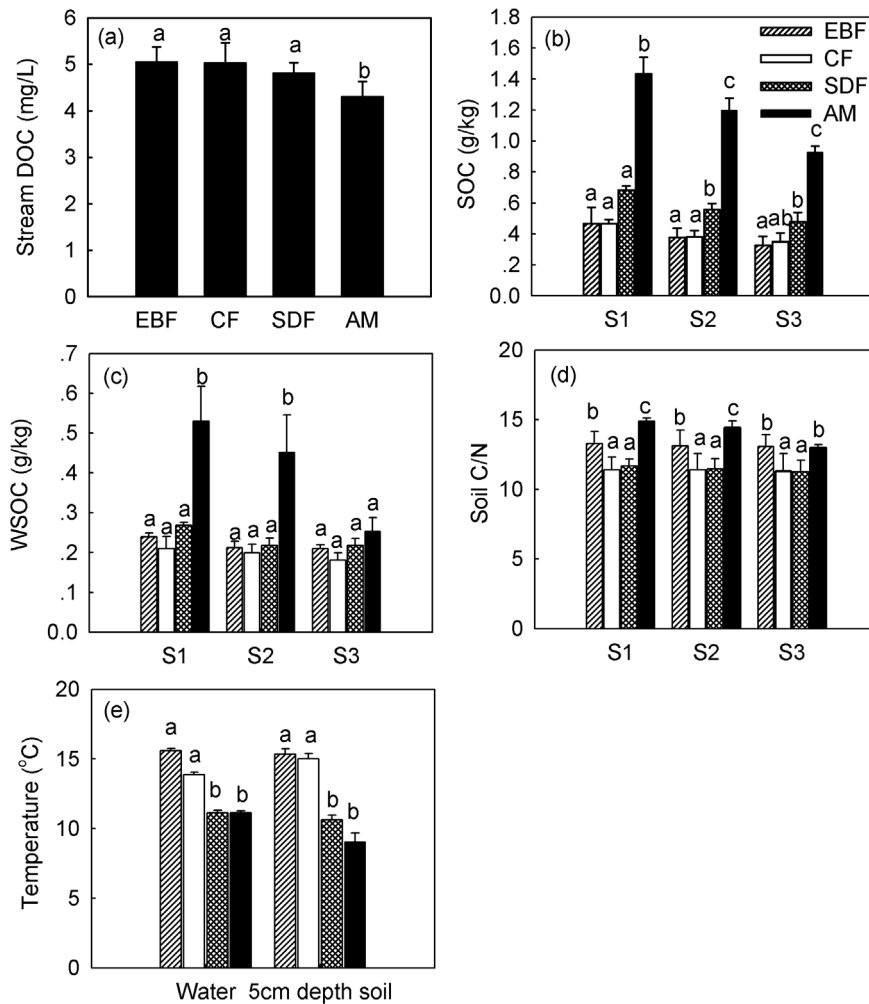 (a)
Stream DOC (mg/L)
6
5
4
3
2
1
0
a a a b
EBF CF SDF AM
(b)
SOC (g/kg)
1.8
1.6
1.4
1.2
1.0
.8
.6
.4
.2
0.0
EBF
CF
SDF
AM
a a a b
a a b c
a ab b c
S1 S2 S3
(c)
WSOC (g/kg)
.7
.6
.5
.4
.3
.2
.1
0.0
a a a b
a a a b
a a a a
S1 S2 S3
(d)
Soil C/N
20
15
10
5
0
b a a c
b a a c
b a a b
S1 S2 S3
(e)
Temperature (°C)
20
15
10
5
0
a a b b
a a b b
Water 5cm depth soil